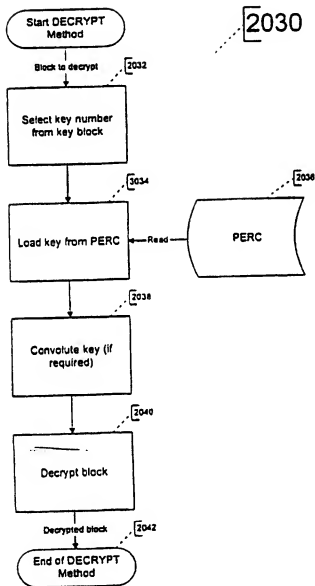 Start DECRYPT
Method
2030
Block to decrypt
2032
Select key number
from key block
3034
2036
Load key from PERC
Read
PERC
2038
Convolute key (if
required)
2040
Decrypt block
Decrypted block
2042
End of DECRYPT
Method